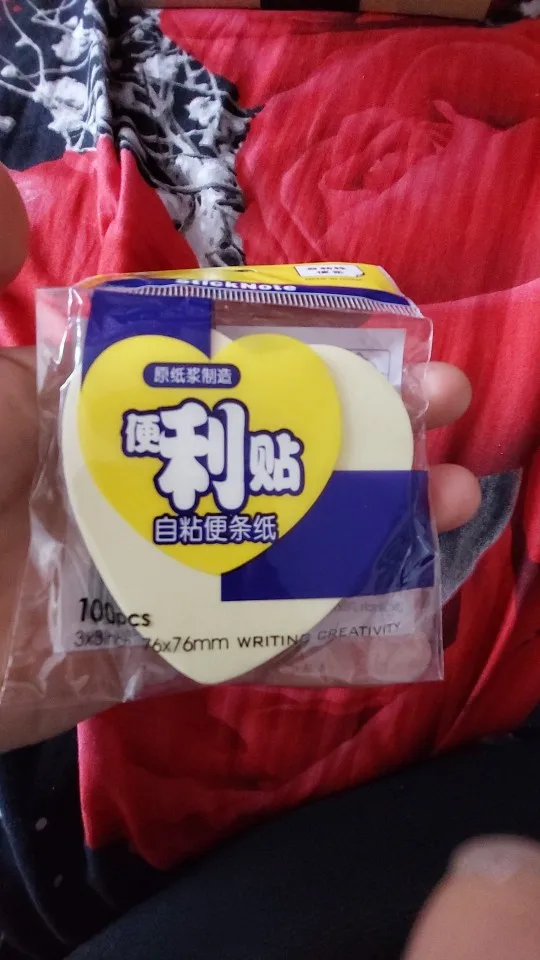 StickNote
原纸浆制造
便利贴
自粘便条纸
100pcs
76x76mm WRITING CREATIVITY